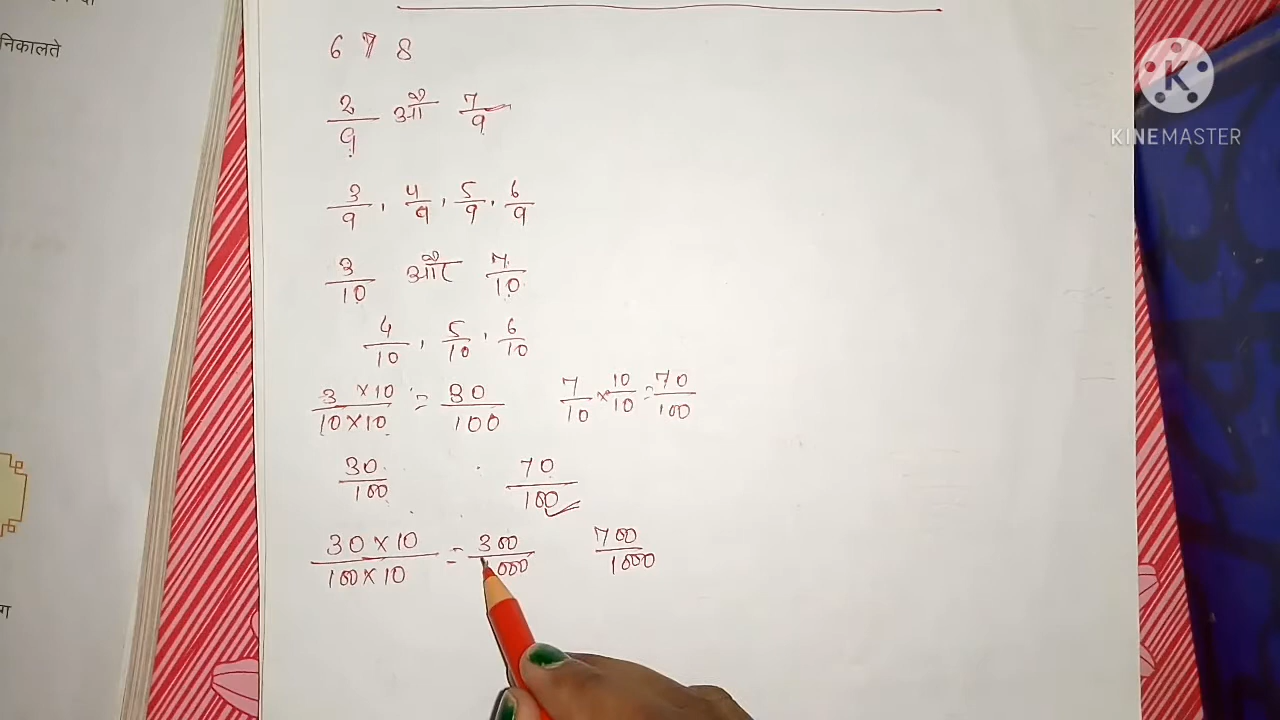 निकालते
KINEMASTER
6 7 8
2/9 और 7/9
3/9, 4/9, 5/9, 6/9
3/10 और 7/10
4/10, 5/10, 6/10
3×10/10×10 = 30/100 7/10 × 10/10 = 70/100
30/100 70/100
30×10/100×10 = 300/1000 700/1000